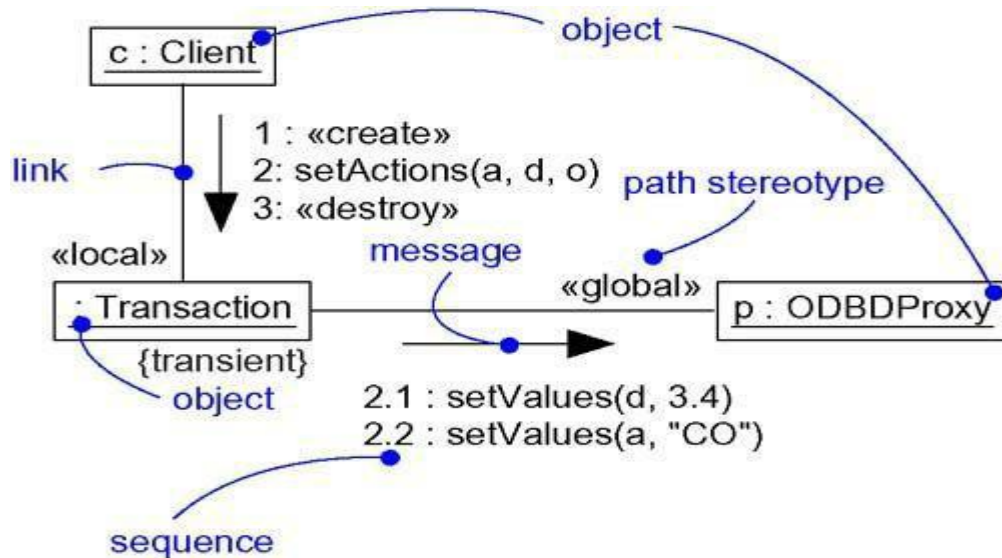 object
c : Client
1 : «create»
link
2: setActions(a, d, o)
path stereotype
3: «destroy»
«local»
message
«global»
: Transaction
p : ODBDProxy
{transient}
object
2.1 : setValues(d, 3.4)
2.2 : setValues(a, "CO")
sequence